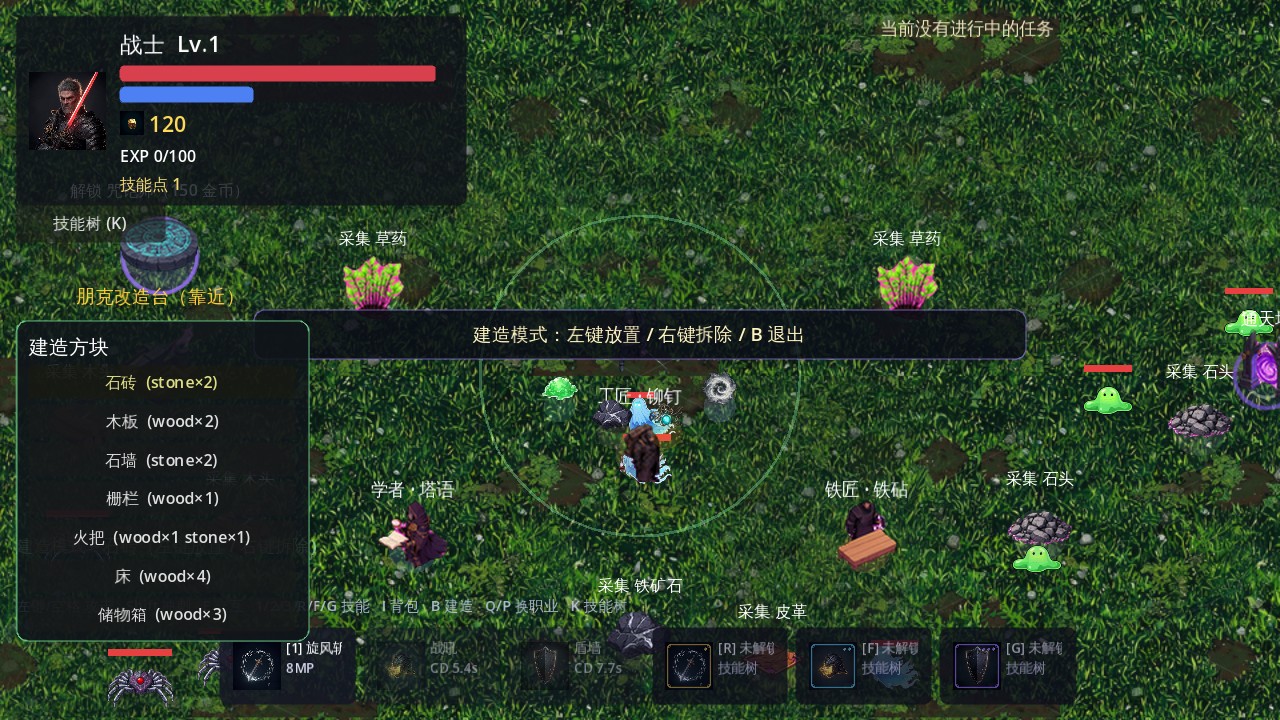 战士 Lv.1
当前没有进行中的任务
120
EXP 0/100
技能点 1
技能树 (K)
采集 草药
采集 草药
朋克改造台（靠近）
建造模式：左键放置 / 右键拆除 / B 退出
建造方块
石砖 (stone×2)
木板 (wood×2)
石墙 (stone×2)
栅栏 (wood×1)
火把 (wood×1 stone×1)
床 (wood×4)
储物箱 (wood×3)
采集 石头
工匠·铆钉
采集 石头
学者·塔语
铁匠·铁砧
采集 铁矿石
采集 皮革
R/F/G 技能 I 背包 · B 建造 Q/P 换职业 K 技能树
[1] 旋风
8MP
战吼
CD 5.4s
盾墙
CD 7.7s
[R] 未解
技能树
[F] 未解
技能树
[G] 未解
技能树